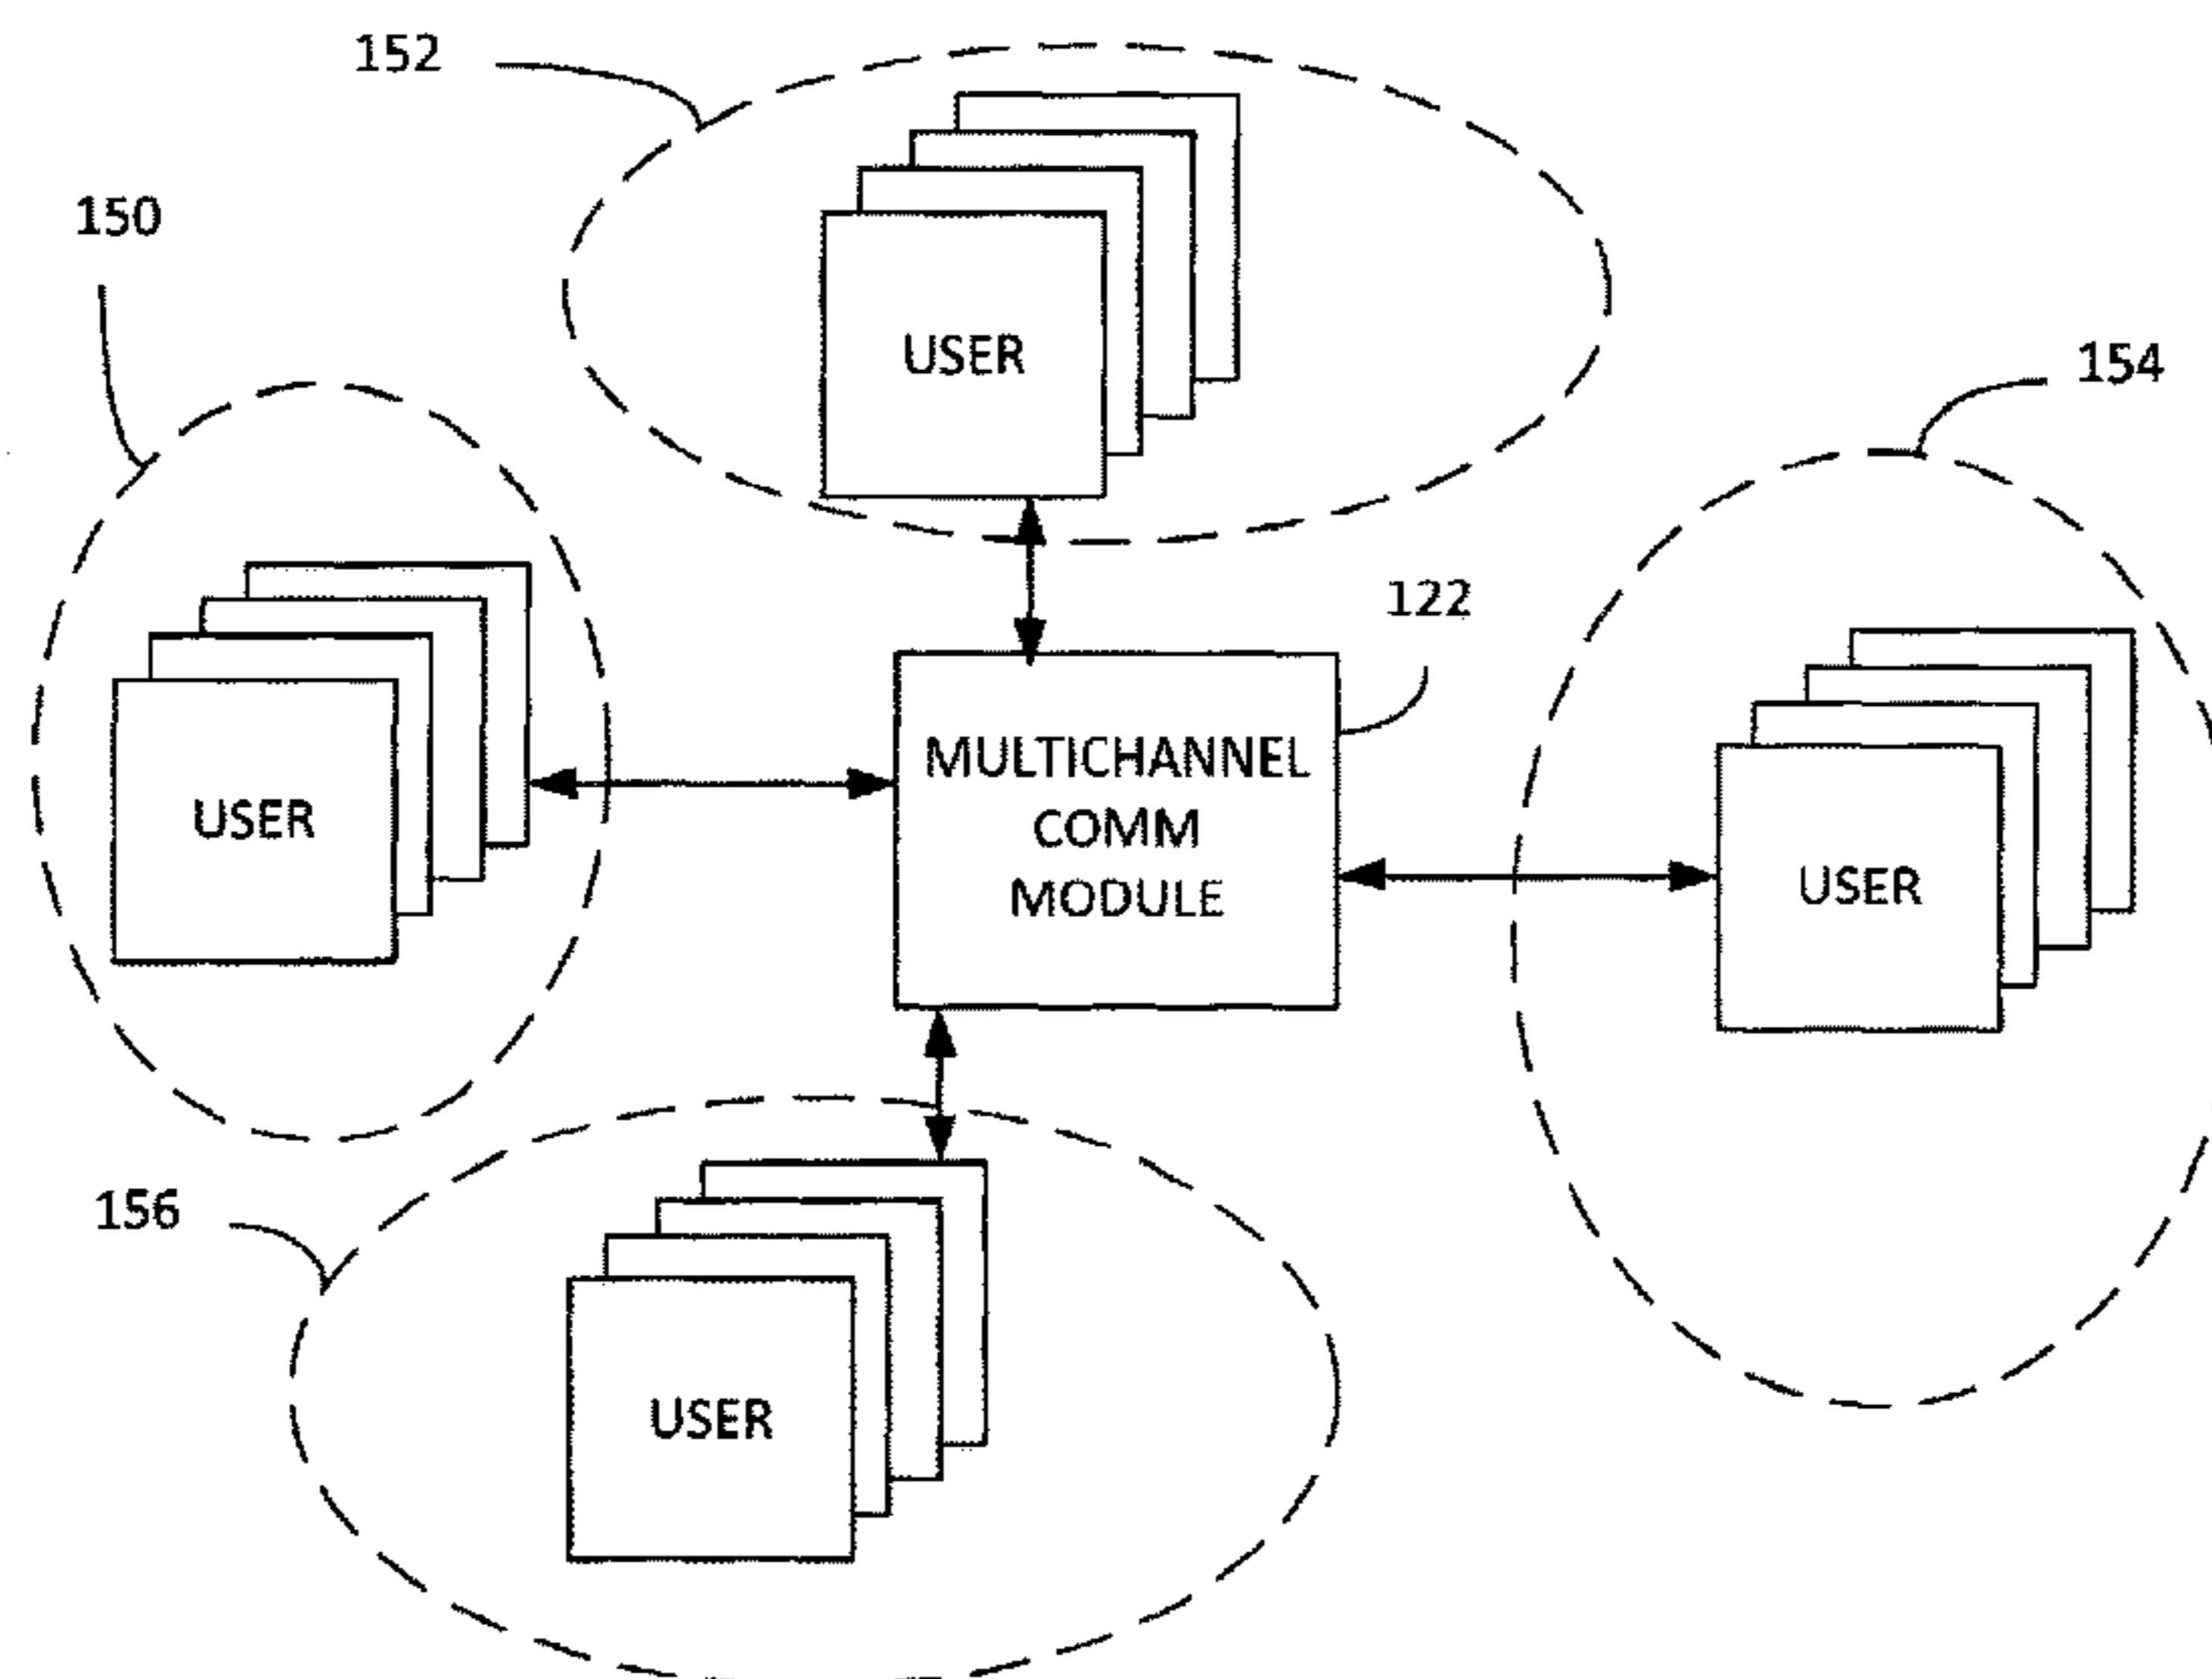 152
150
USER
154
122
USER
MULTICHANNEL
COMM
MODULE
USER
156
USER